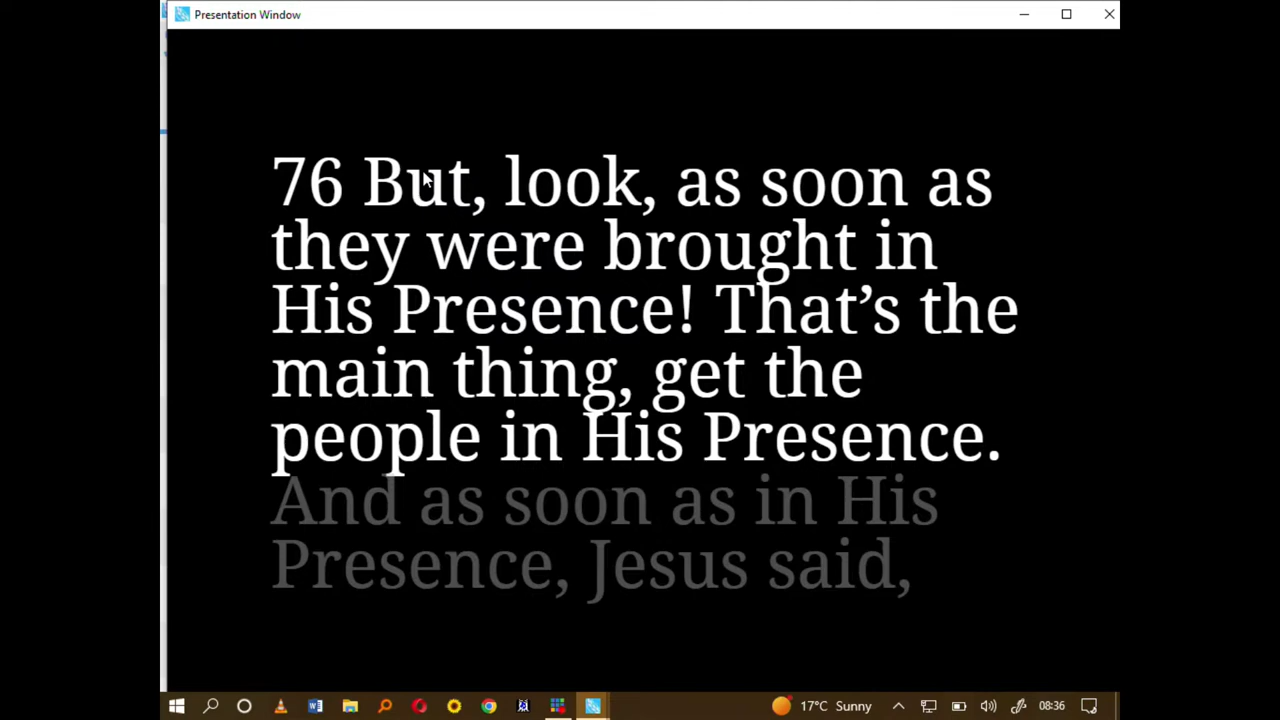 Presentation Window
76 But, look, as soon as
they were brought in
His Presence! That’s the
main thing, get the
people in His Presence.
And as soon as in His
Presence, Jesus said,
17°C Sunny
08:36